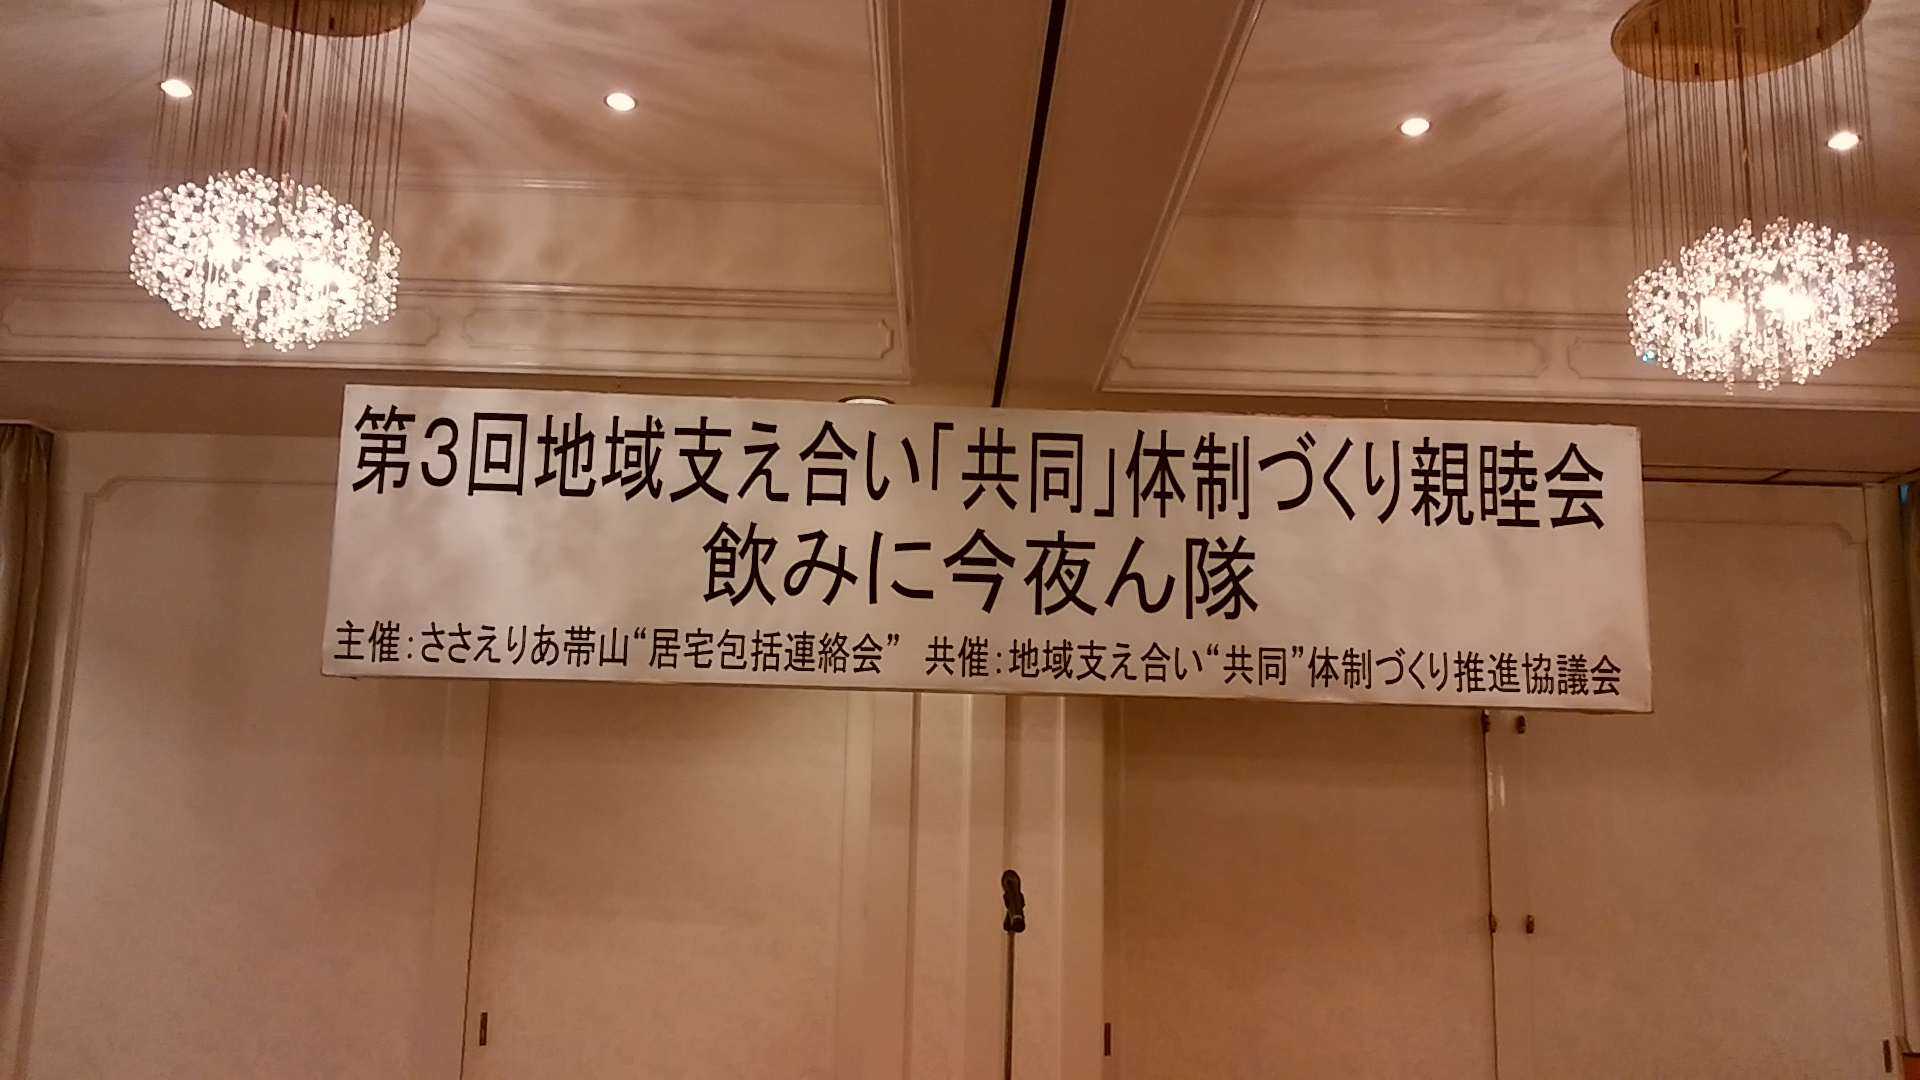 第3回地域支え合い「共同」体制づくり親睦会
飲みに今夜ん隊
主催：ささえりあ帯山“居宅包括連絡会”　共催：地域支え合い“共同”体制づくり推進協議会